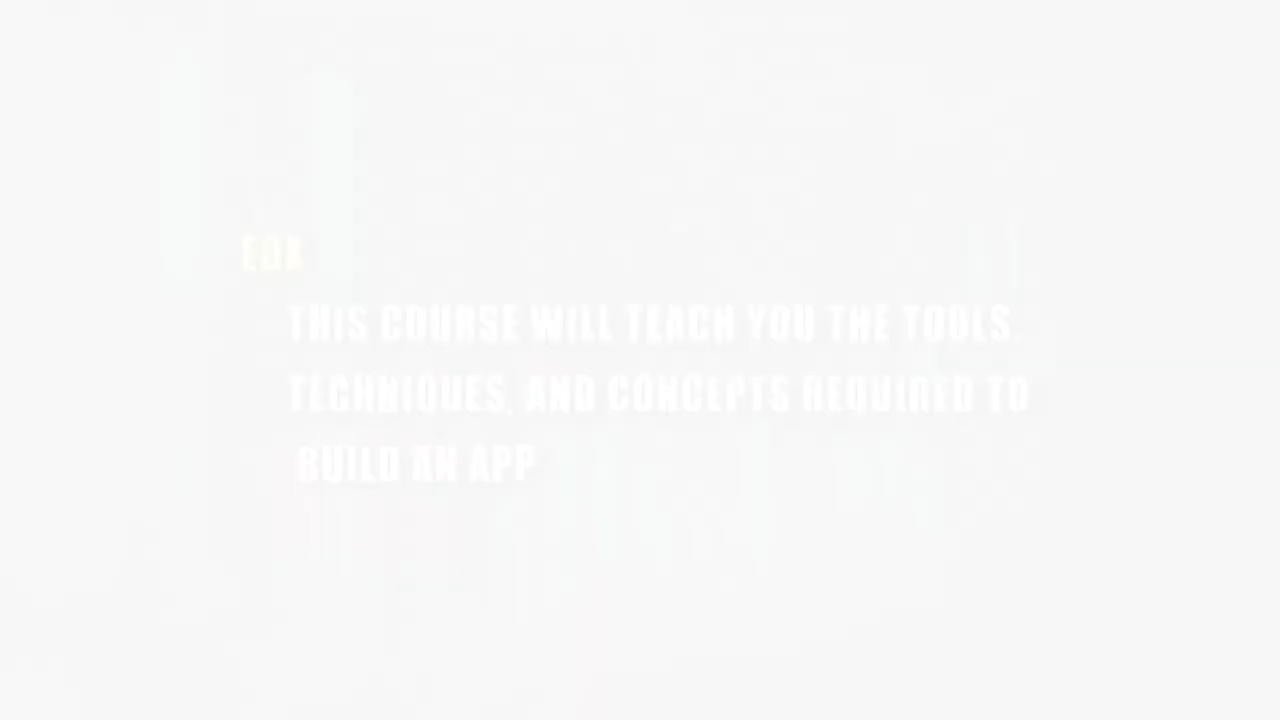 THIS COURSE WILL TEACH YOU THE TOOLS,
TECHNIQUES, AND CONCEPTS REQUIRED TO
BUILD AN APP